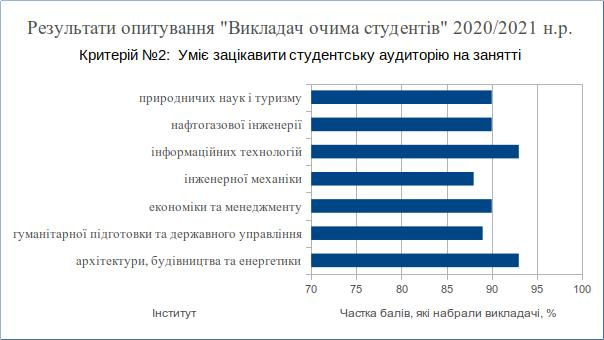 Результати опитування "Викладач очима студентів" 2020/2021 н.р.
Критерій №2: Уміє зацікавити студентську аудиторію на занятті
природничих наук і туризму
нафтогазової інженерії
інформаційних технологій
інженерної механіки
економіки та менеджменту
гуманітарної підготовки та державного управління
архітектури, будівництва та енергетики
70 75 80 85 90 95 100
Інститут
Частка балів, які набрали викладачі, %